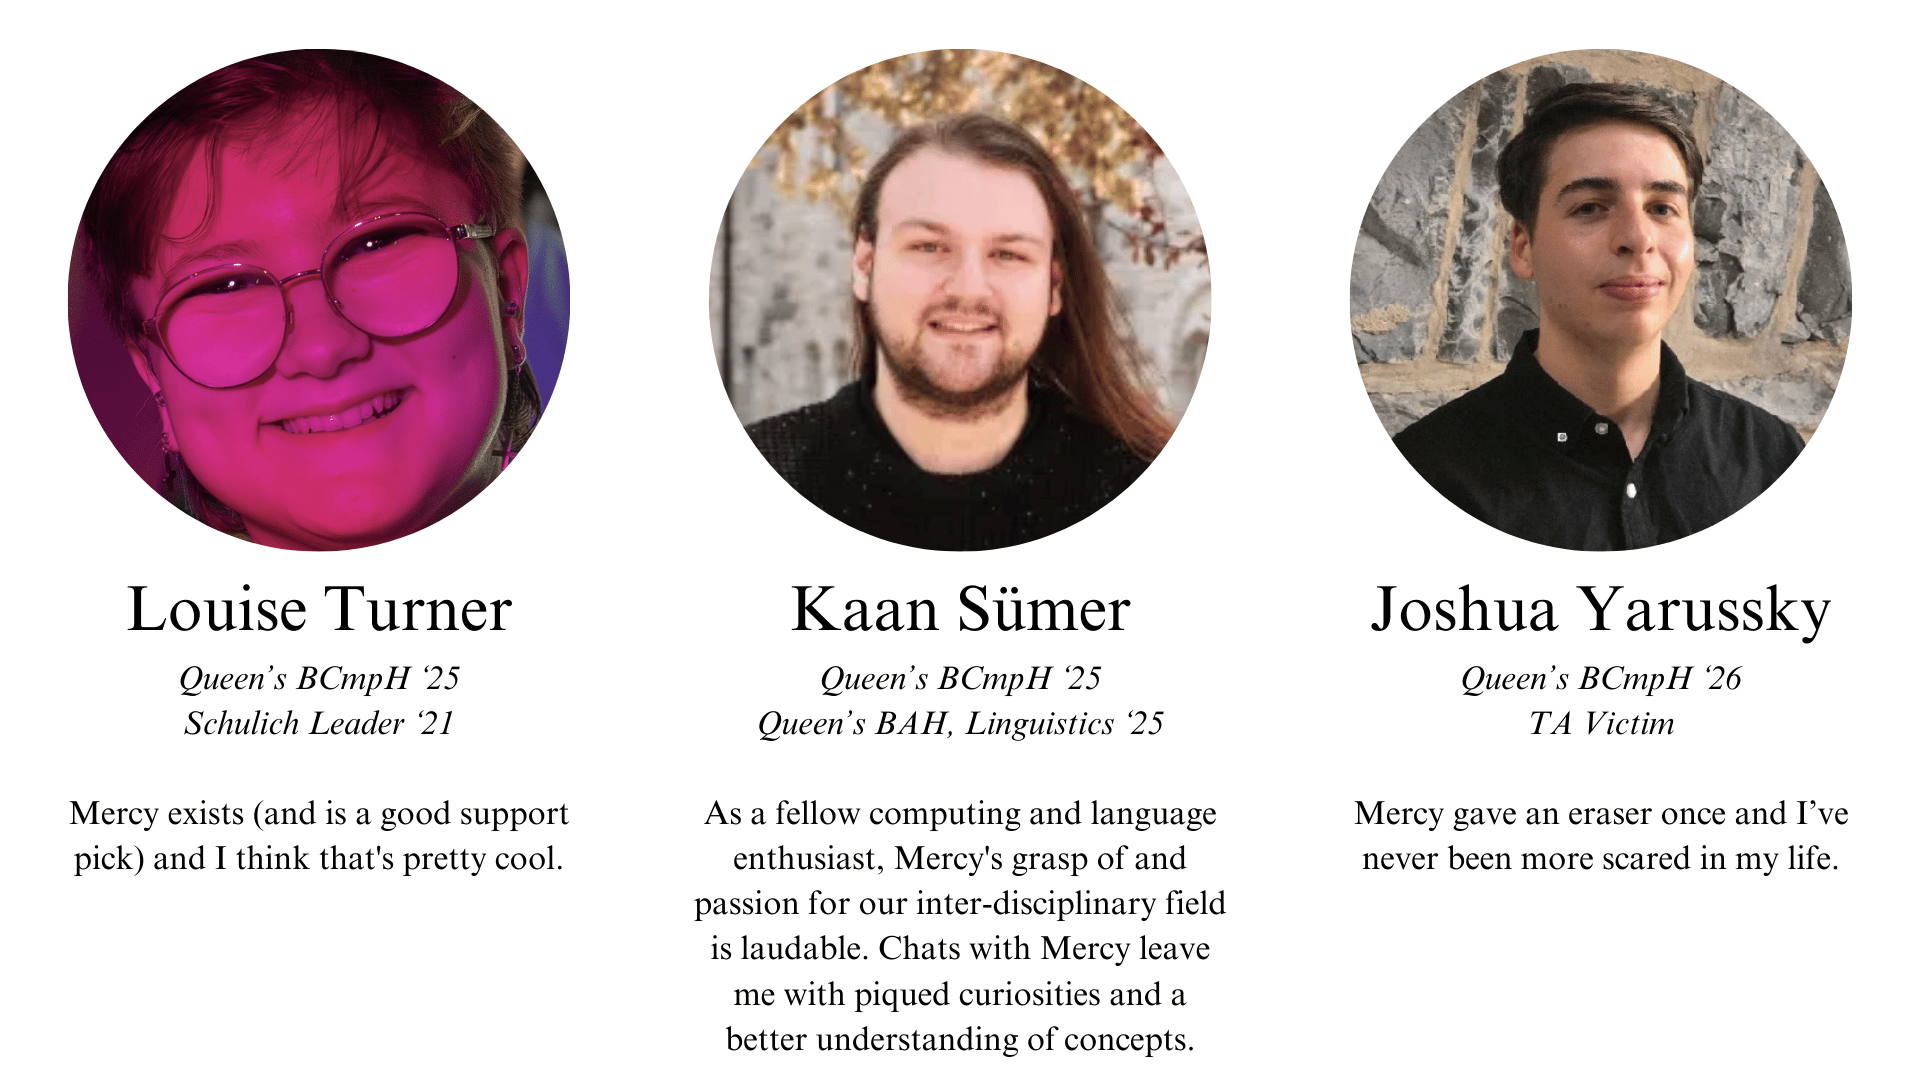 Louise Turner
Queen’s BCmpH ‘25
Schulich Leader ‘21
Mercy exists (and is a good support
pick) and I think that's pretty cool.
Kaan Sümer
Queen’s BCmpH ‘25
Queen’s BAH, Linguistics ‘25
As a fellow computing and language
enthusiast, Mercy's grasp of and
passion for our inter-disciplinary field
is laudable. Chats with Mercy leave
me with piqued curiosities and a
better understanding of concepts.
Joshua Yarussky
Queen’s BCmpH ‘26
TA Victim
Mercy gave an eraser once and I’ve
never been more scared in my life.